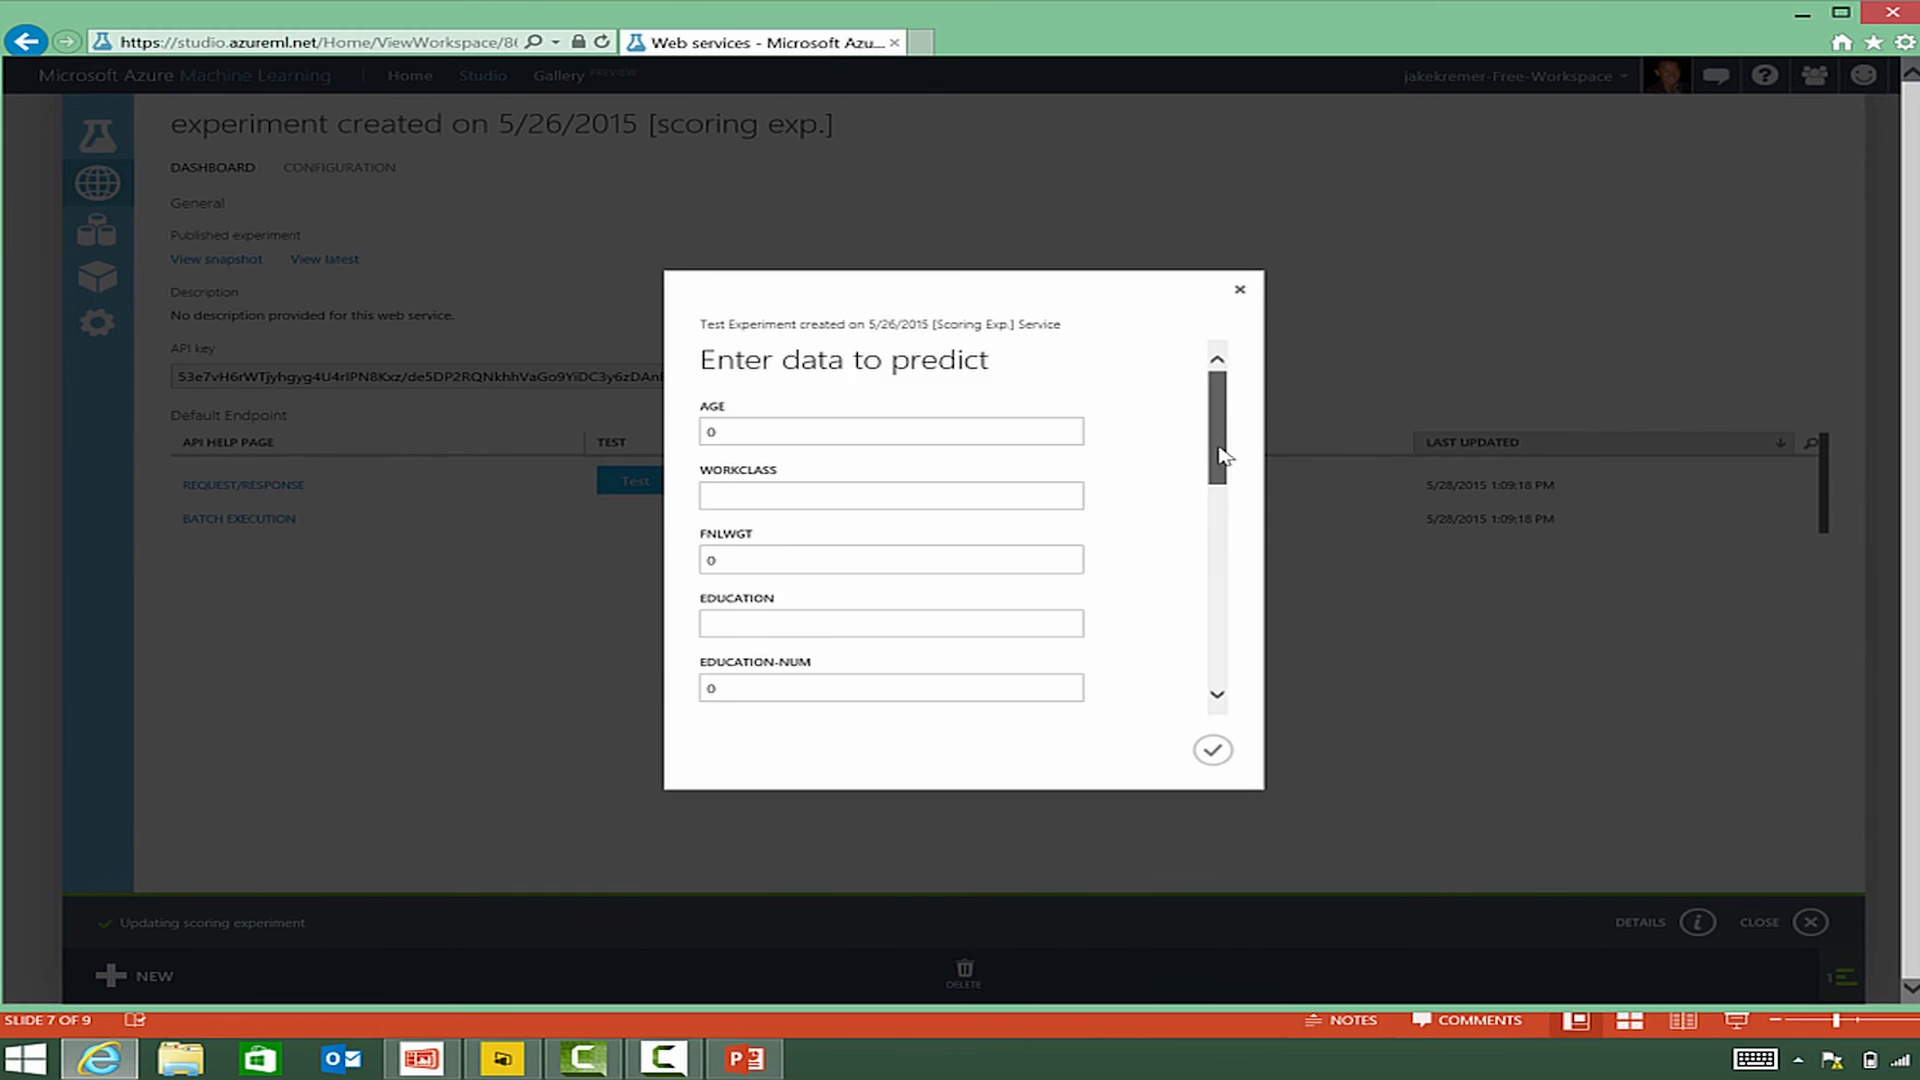 https://studio.azureml.net/Home/ViewWorkspace/8
Web services - Microsoft Azu...
Microsoft Azure Machine Learning
Home
Studio
Gallery PREVIEW
jakekremer-Free-Workspace
experiment created on 5/26/2015 [scoring exp.]
DASHBOARD
CONFIGURATION
General
Published experiment
View snapshot
View latest
Description
No description provided for this web service.
API key
Default Endpoint
API HELP PAGE
TEST
LAST UPDATED
REQUEST/RESPONSE
Test
5/28/2015 1:09:18 PM
BATCH EXECUTION
5/28/2015 1:09:18 PM
Test Experiment created on 5/26/2015 [Scoring Exp.] Service
Enter data to predict
AGE
0
WORKCLASS
FNLWGT
0
EDUCATION
EDUCATION-NUM
0
Updating scoring experiment
DETAILS
CLOSE
NEW
DELETE
1
SLIDE 7 OF 9
NOTES
COMMENTS